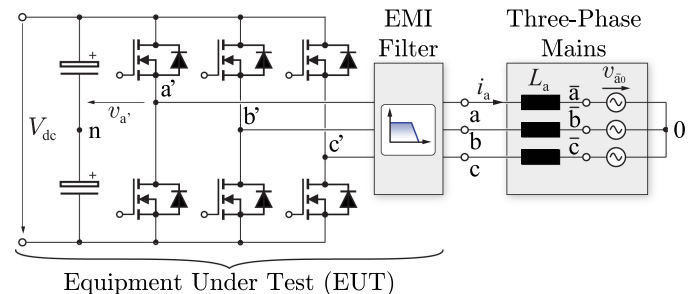 EMI
Filter
Three-Phase
Mains
+
a'
i_a
L_a
v_ā0
ā
v_a'
a
V_dc
n
b'
b̄
0
b
c'
c̄
c
+
Equipment Under Test (EUT)